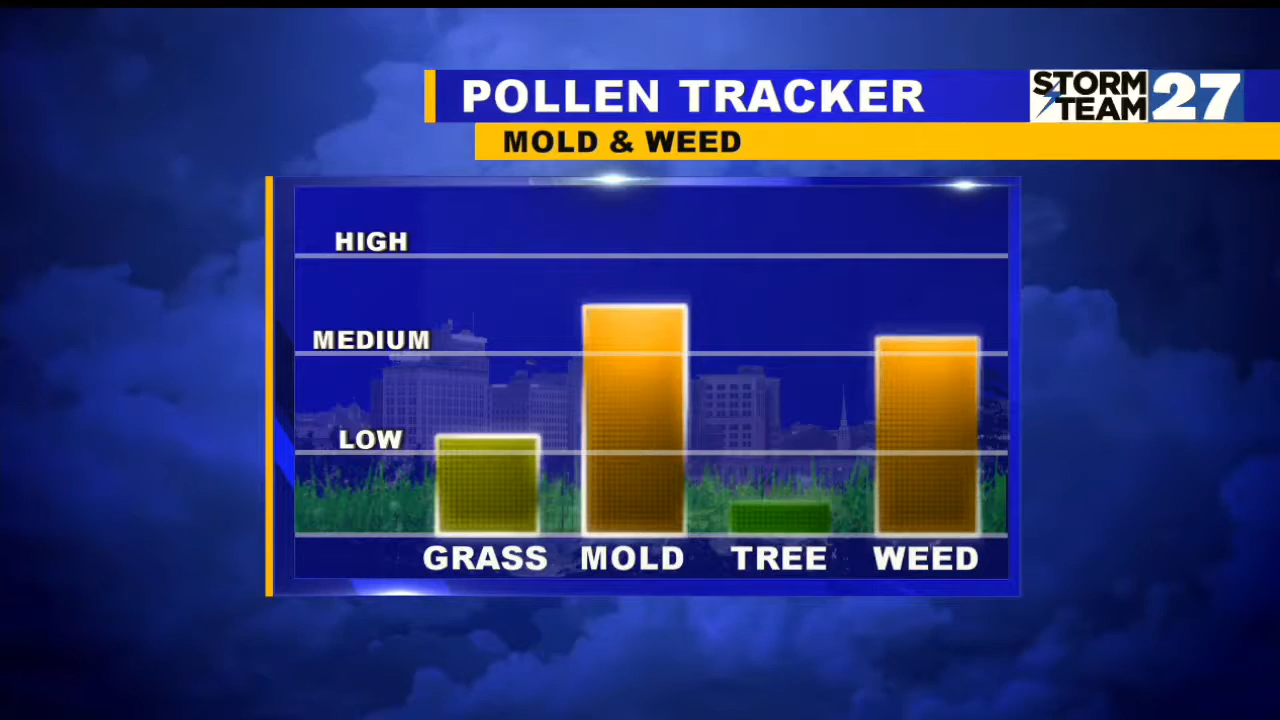 POLLEN TRACKER
STORM TEAM 27
MOLD & WEED
HIGH
MEDIUM
LOW
GRASS MOLD TREE WEED